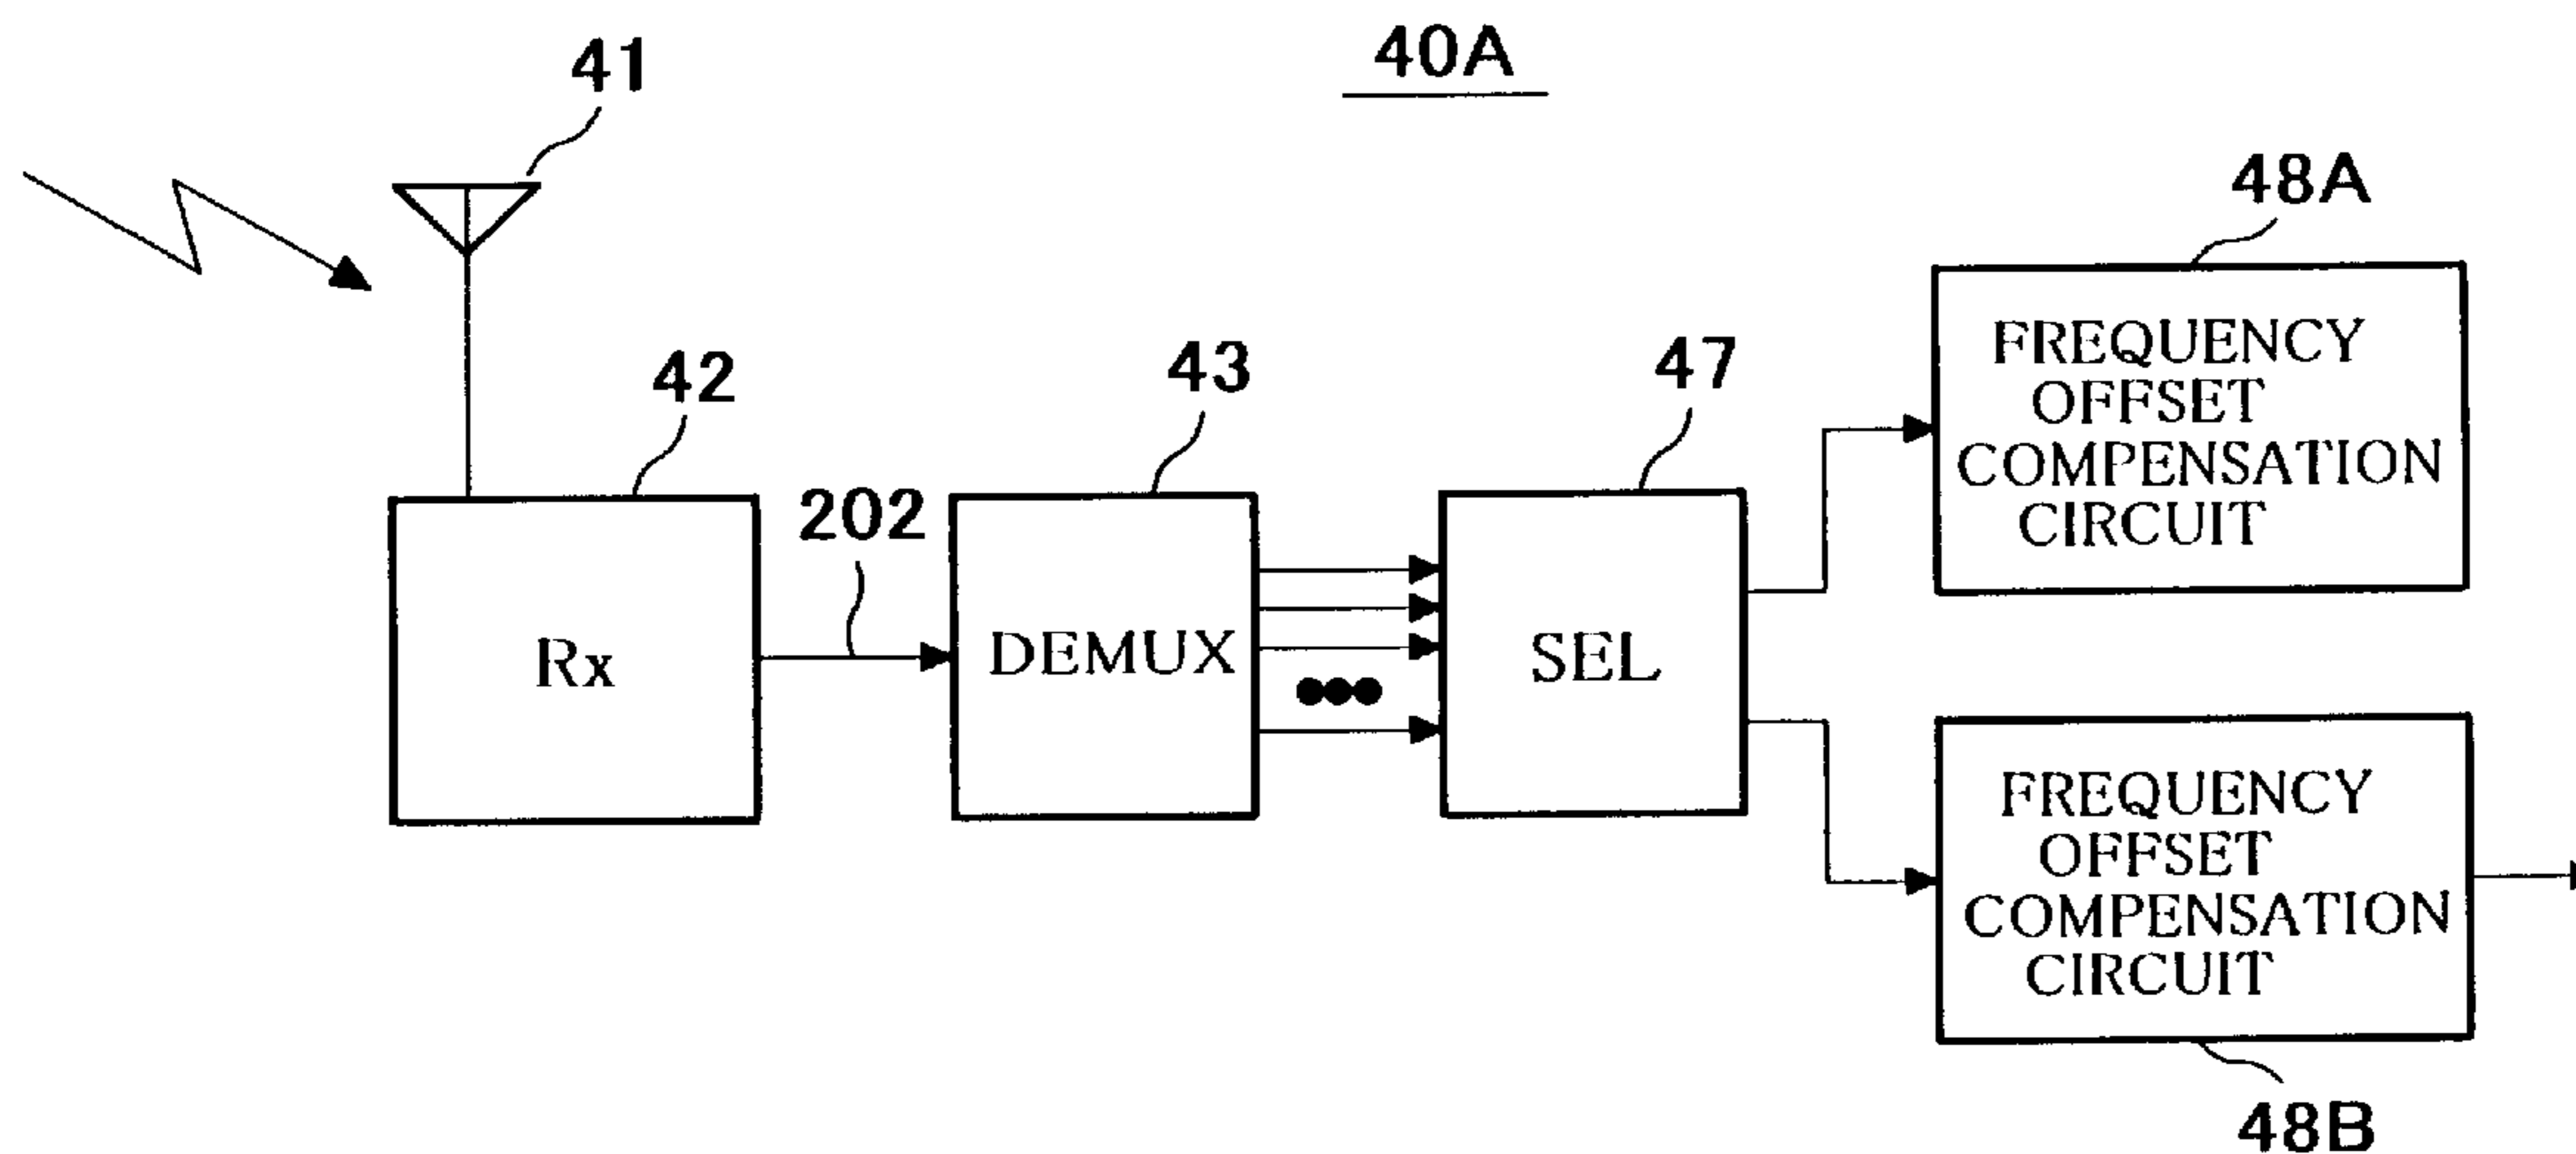 40A
41
42
Rx
202
43
DEMUX
47
SEL
48A
FREQUENCY
OFFSET
COMPENSATION
CIRCUIT
FREQUENCY
OFFSET
COMPENSATION
CIRCUIT
48B